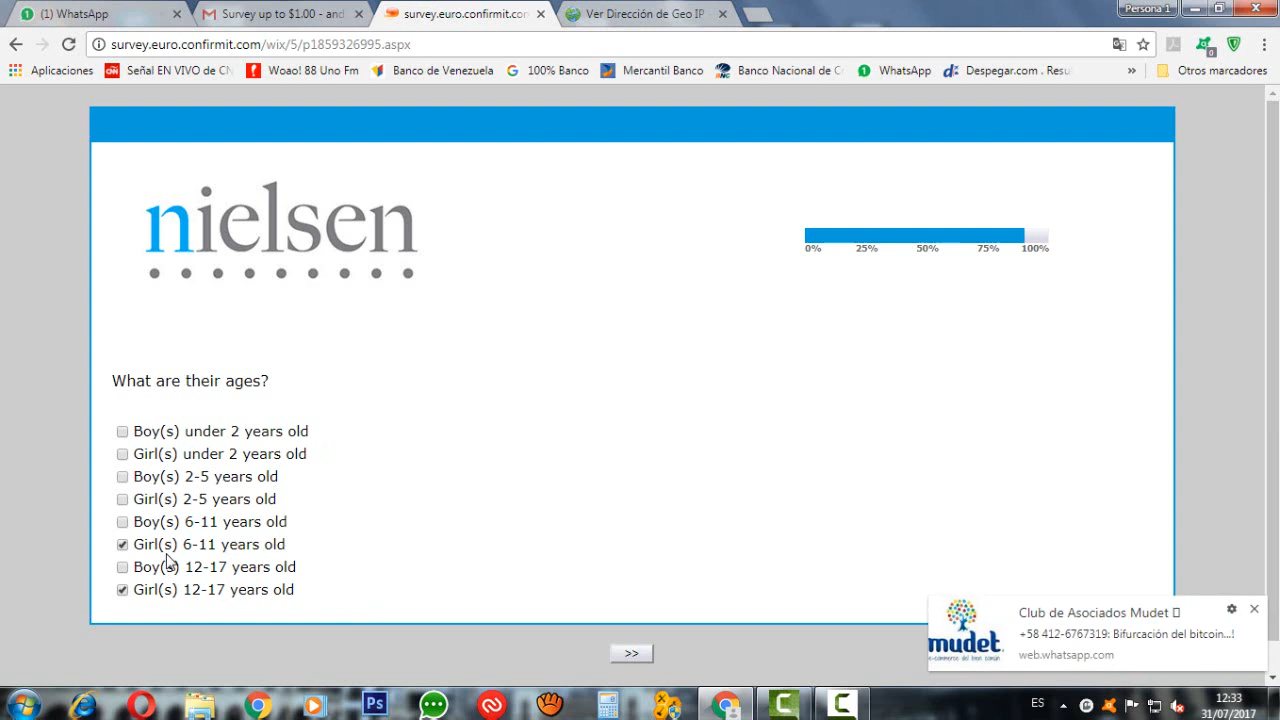 (1) WhatsApp
Survey up to $1.00 - and
survey.euro.confirmit.com
Ver Dirección de Geo IP
Persona 1
survey.euro.confirmit.com/wix/5/p1859326995.aspx
Aplicaciones
Señal EN VIVO de CN
Woao! 88 Uno Fm
Banco de Venezuela
100% Banco
Mercantil Banco
Banco Nacional de C
WhatsApp
Despegar.com . Resu
»
Otros marcadores
nielsen
0% 25% 50% 75% 100%
What are their ages?
Boy(s) under 2 years old
Girl(s) under 2 years old
Boy(s) 2-5 years old
Girl(s) 2-5 years old
Boy(s) 6-11 years old
Girl(s) 6-11 years old
Boy(s) 12-17 years old
Girl(s) 12-17 years old
>>
mudet
Club de Asociados Mudet
+58 412-6767319: Bifurcación del bitcoin...!
web.whatsapp.com
Ps
ES
12:33
31/07/2017